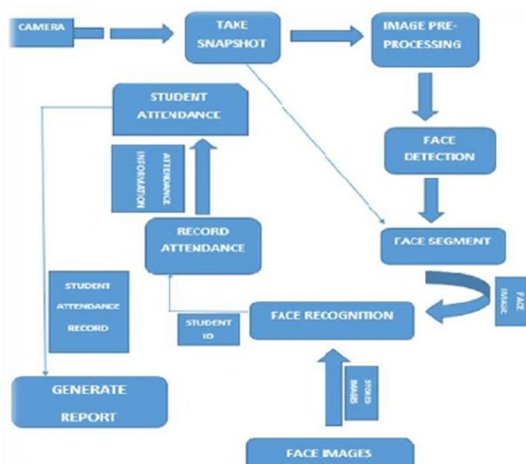 CAMERA
TAKE
SNAPSHOT
IMAGE PRE-
PROCESSING
STUDENT
ATTENDANCE
FACE
DETECTION
ATTENDANCE
INFORMATION
RECORD
ATTENDANCE
FACE SEGMENT
FACE
IMAGE
STUDENT
ATTENDANCE
RECORD
STUDENT
ID
FACE RECOGNITION
STORED
IMAGES
GENERATE
REPORT
FACE IMAGES